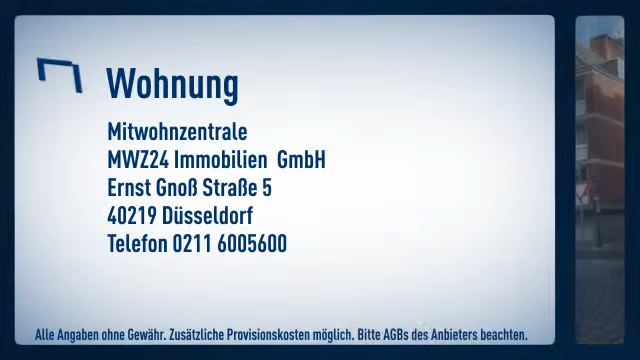 Wohnung
Mitwohnzentrale
MWZ24 Immobilien GmbH
Ernst Gnoß Straße 5
40219 Düsseldorf
Telefon 0211 6005600
Alle Angaben ohne Gewähr. Zusätzliche Provisionskosten möglich. Bitte AGBs des Anbieters beachten.